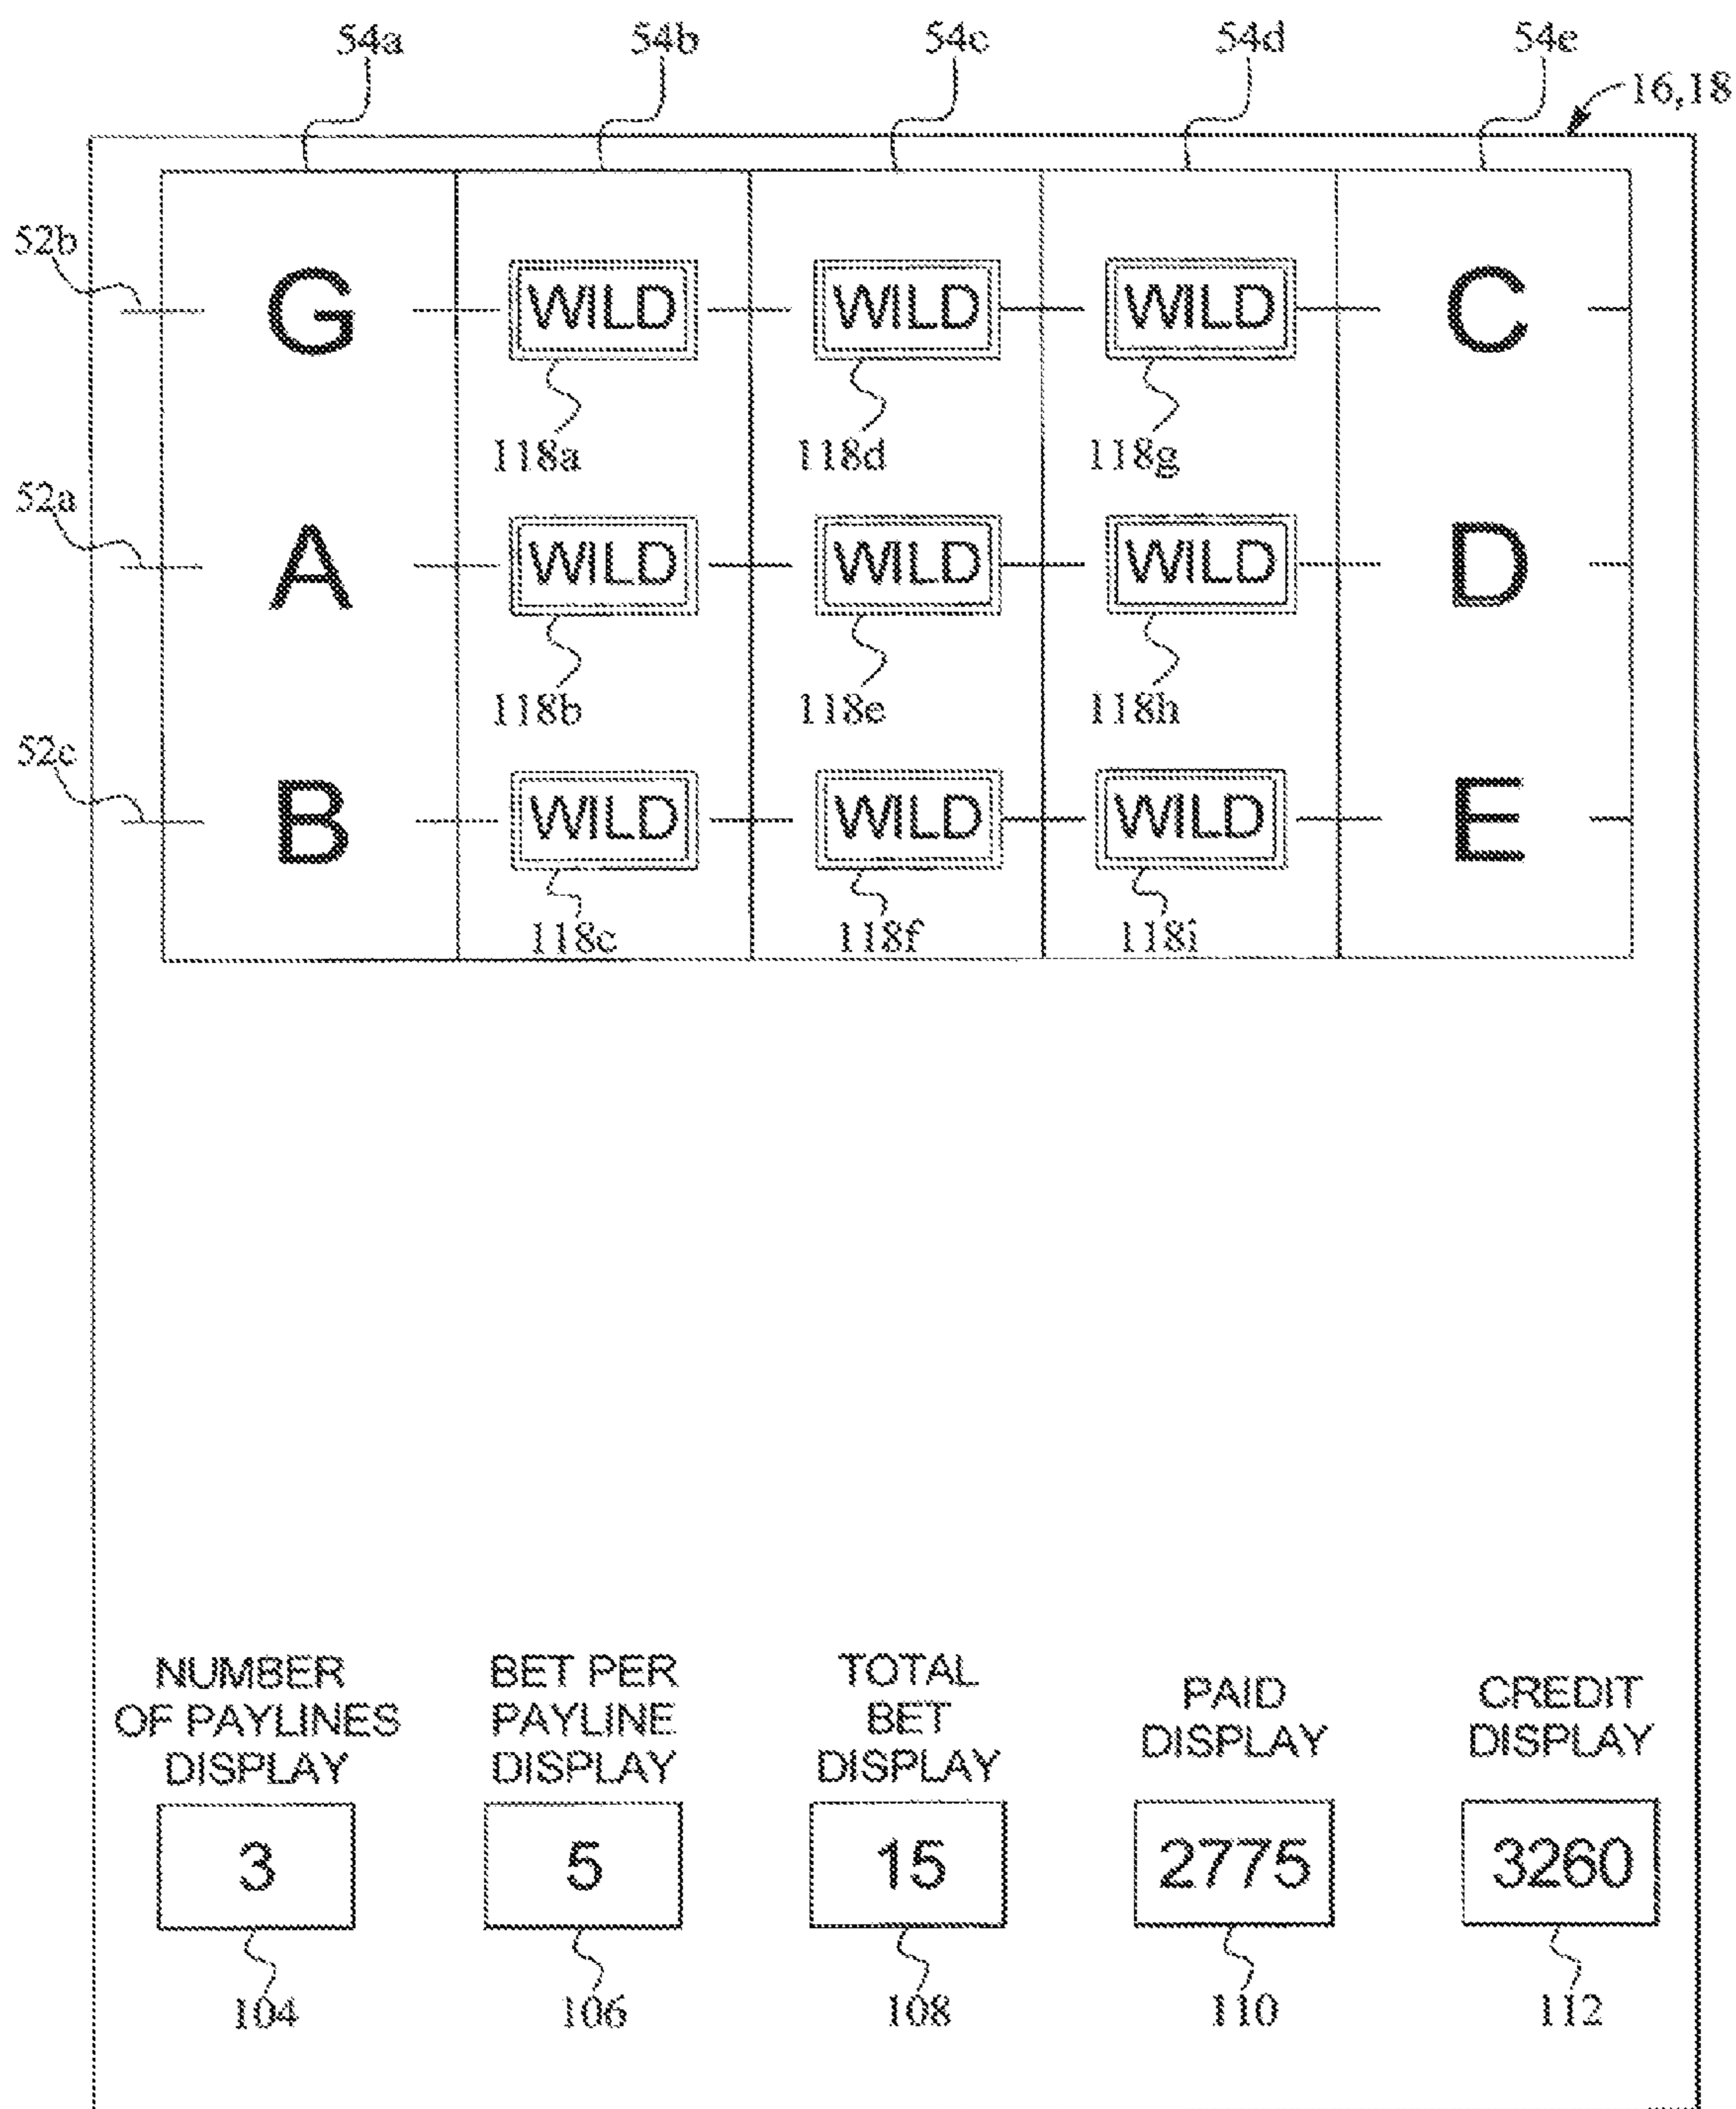 54a 54b 54c 54d 54e
16,18
52b G WILD WILD WILD C
118a 118d 118g
52a A WILD WILD WILD D
118b 118e 118h
52c B WILD WILD WILD E
118c 118f 118i
NUMBER OF PAYLINES DISPLAY
BET PER PAYLINE DISPLAY
TOTAL BET DISPLAY
PAID DISPLAY
CREDIT DISPLAY
3 5 15 2775 3260
104 106 108 110 112